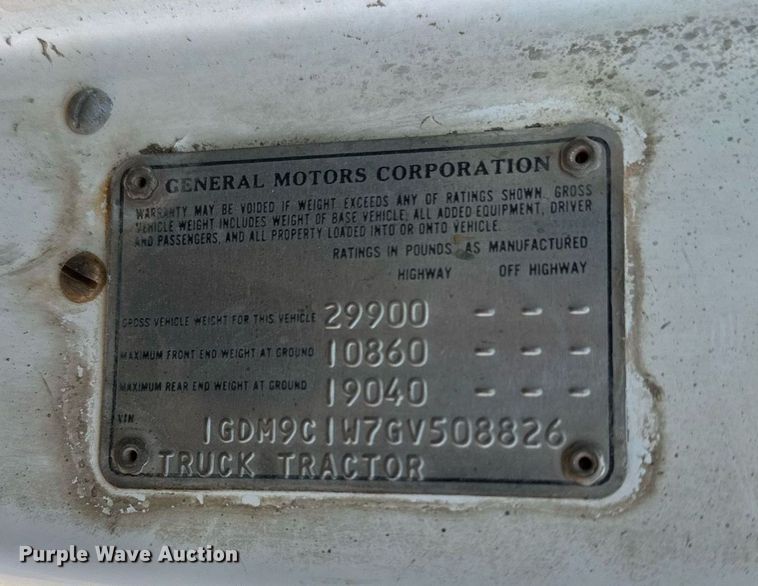 GENERAL MOTORS CORPORATION
WARRANTY MAY BE VOIDED IF WEIGHT EXCEEDS ANY OF RATINGS SHOWN. GROSS
VEHICLE WEIGHT INCLUDES WEIGHT OF BASE VEHICLE, ALL ADDED EQUIPMENT, DRIVER
AND PASSENGERS, AND ALL PROPERTY LOADED INTO OR ONTO VEHICLE.
RATINGS IN POUNDS AS MANUFACTURED
HIGHWAY OFF HIGHWAY
GROSS VEHICLE WEIGHT FOR THIS VEHICLE 29900 - - -
MAXIMUM FRONT END WEIGHT AT GROUND 10860 - - -
MAXIMUM REAR END WEIGHT AT GROUND 19040 - - -
VIN
1GDM9C1W7GV508826
TRUCK TRACTOR
Purple Wave Auction